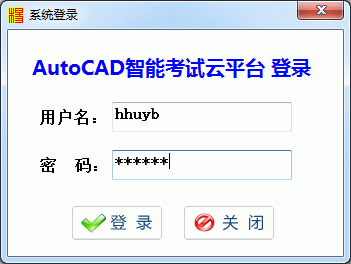 系统登录
AutoCAD智能考试云平台 登录
用户名： hhuyb
密 码： ******
登 录 关 闭